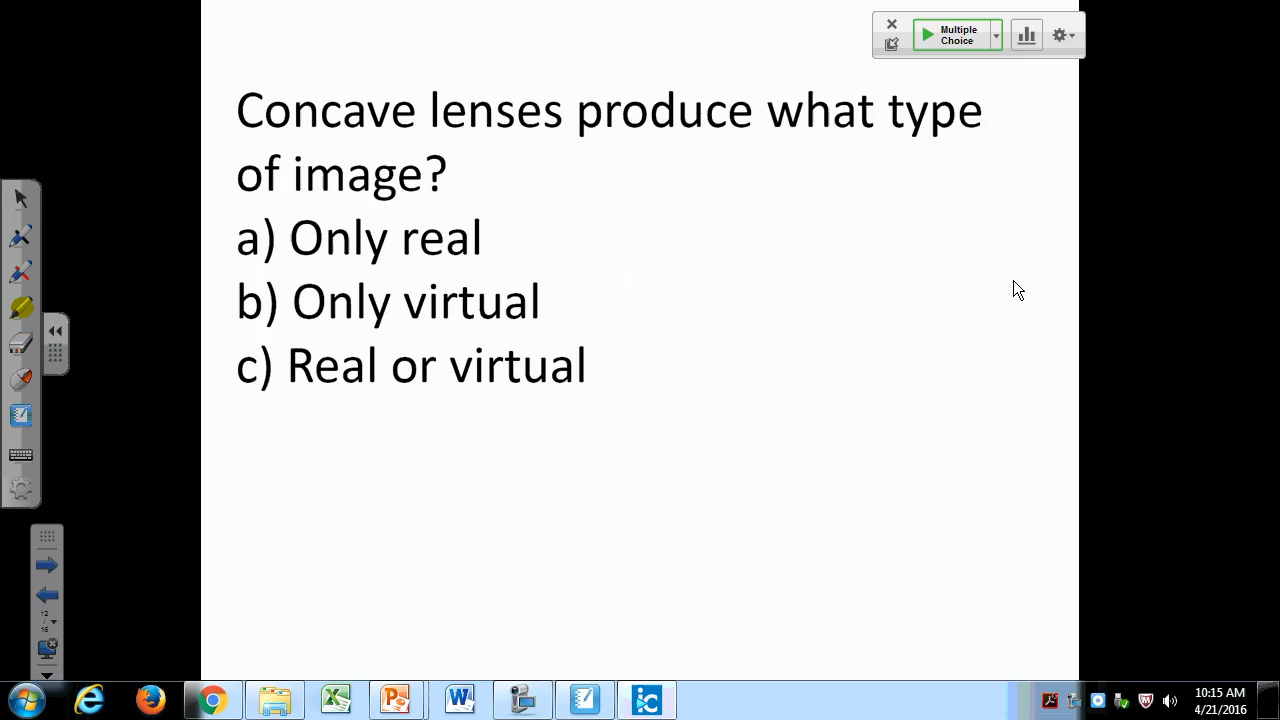 Multiple
Choice
Concave lenses produce what type
of image?
a) Only real
b) Only virtual
c) Real or virtual
12
/
10:15 AM
4/21/2016